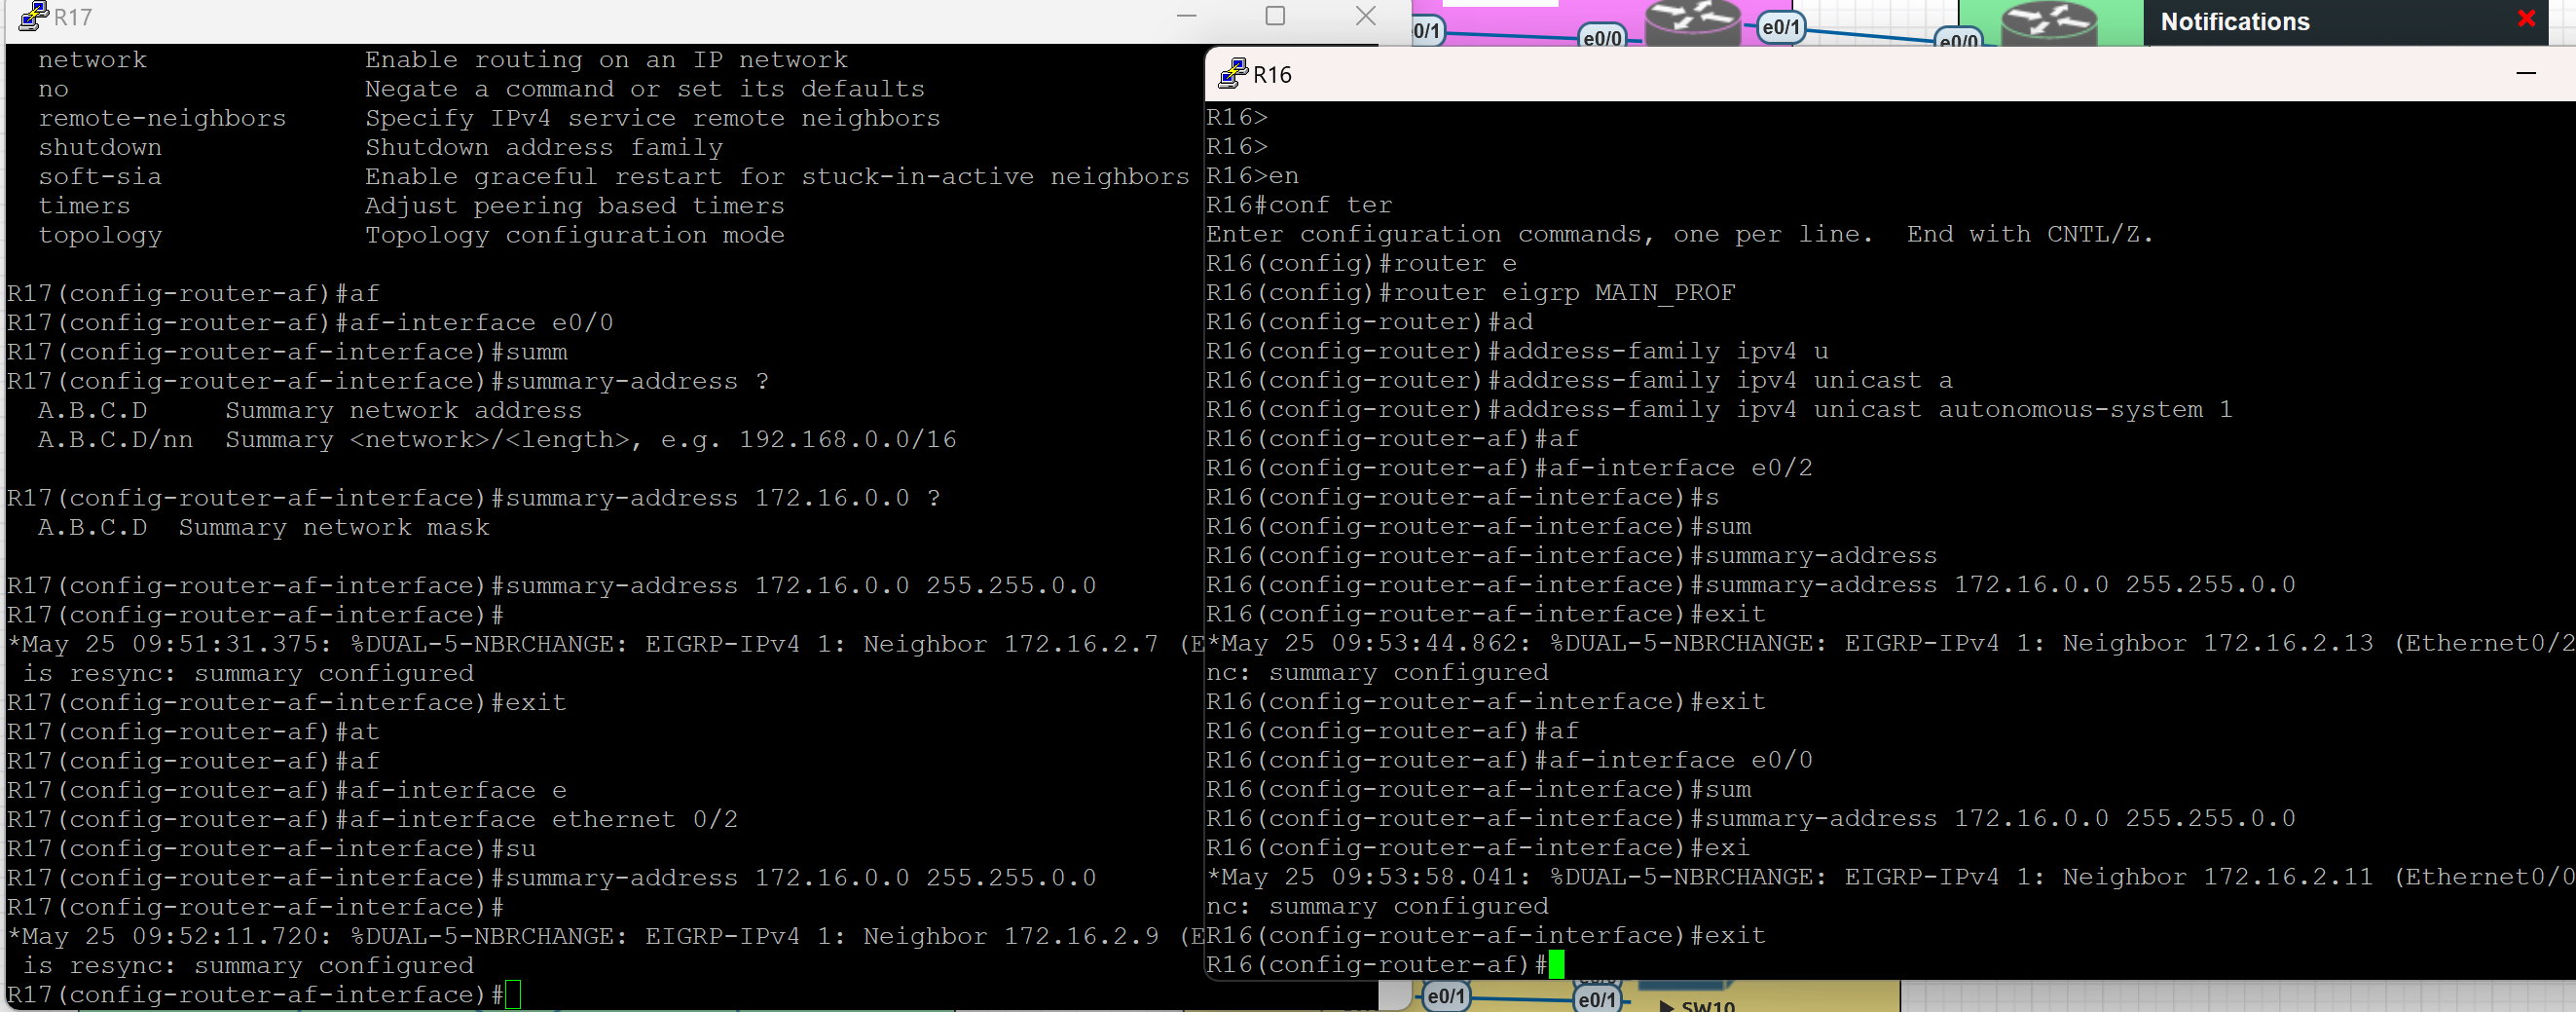 R17
  network              Enable routing on an IP network
  no                   Negate a command or set its defaults
  remote-neighbors     Specify IPv4 service remote neighbors
  shutdown             Shutdown address family
  soft-sia             Enable graceful restart for stuck-in-active neighbors
  timers               Adjust peering based timers
  topology             Topology configuration mode
R17(config-router-af)#af
R17(config-router-af)#af-interface e0/0
R17(config-router-af-interface)#summ
R17(config-router-af-interface)#summary-address ?
  A.B.C.D     Summary network address
  A.B.C.D/nn  Summary <network>/<length>, e.g. 192.168.0.0/16
R17(config-router-af-interface)#summary-address 172.16.0.0 ?
  A.B.C.D  Summary network mask
R17(config-router-af-interface)#summary-address 172.16.0.0 255.255.0.0
R17(config-router-af-interface)#
*May 25 09:51:31.375: %DUAL-5-NBRCHANGE: EIGRP-IPv4 1: Neighbor 172.16.2.7 (E
 is resync: summary configured
R17(config-router-af-interface)#exit
R17(config-router-af)#at
R17(config-router-af)#af
R17(config-router-af)#af-interface e
R17(config-router-af)#af-interface ethernet 0/2
R17(config-router-af-interface)#su
R17(config-router-af-interface)#summary-address 172.16.0.0 255.255.0.0
R17(config-router-af-interface)#
*May 25 09:52:11.720: %DUAL-5-NBRCHANGE: EIGRP-IPv4 1: Neighbor 172.16.2.9 (E
 is resync: summary configured
R17(config-router-af-interface)#
0/1
e0/0
e0/1
e0/0
Notifications
R16
R16>
R16>
R16>en
R16#conf ter
Enter configuration commands, one per line.  End with CNTL/Z.
R16(config)#router e
R16(config)#router eigrp MAIN_PROF
R16(config-router)#ad
R16(config-router)#address-family ipv4 u
R16(config-router)#address-family ipv4 unicast a
R16(config-router)#address-family ipv4 unicast autonomous-system 1
R16(config-router-af)#af
R16(config-router-af)#af-interface e0/2
R16(config-router-af-interface)#s
R16(config-router-af-interface)#sum
R16(config-router-af-interface)#summary-address
R16(config-router-af-interface)#summary-address 172.16.0.0 255.255.0.0
R16(config-router-af-interface)#exit
*May 25 09:53:44.862: %DUAL-5-NBRCHANGE: EIGRP-IPv4 1: Neighbor 172.16.2.13 (Ethernet0/2
nc: summary configured
R16(config-router-af-interface)#exit
R16(config-router-af)#af
R16(config-router-af)#af-interface e0/0
R16(config-router-af-interface)#sum
R16(config-router-af-interface)#summary-address 172.16.0.0 255.255.0.0
R16(config-router-af-interface)#exi
*May 25 09:53:58.041: %DUAL-5-NBRCHANGE: EIGRP-IPv4 1: Neighbor 172.16.2.11 (Ethernet0/0
nc: summary configured
R16(config-router-af-interface)#exit
R16(config-router-af)#
e0/1
e0/1
SW10